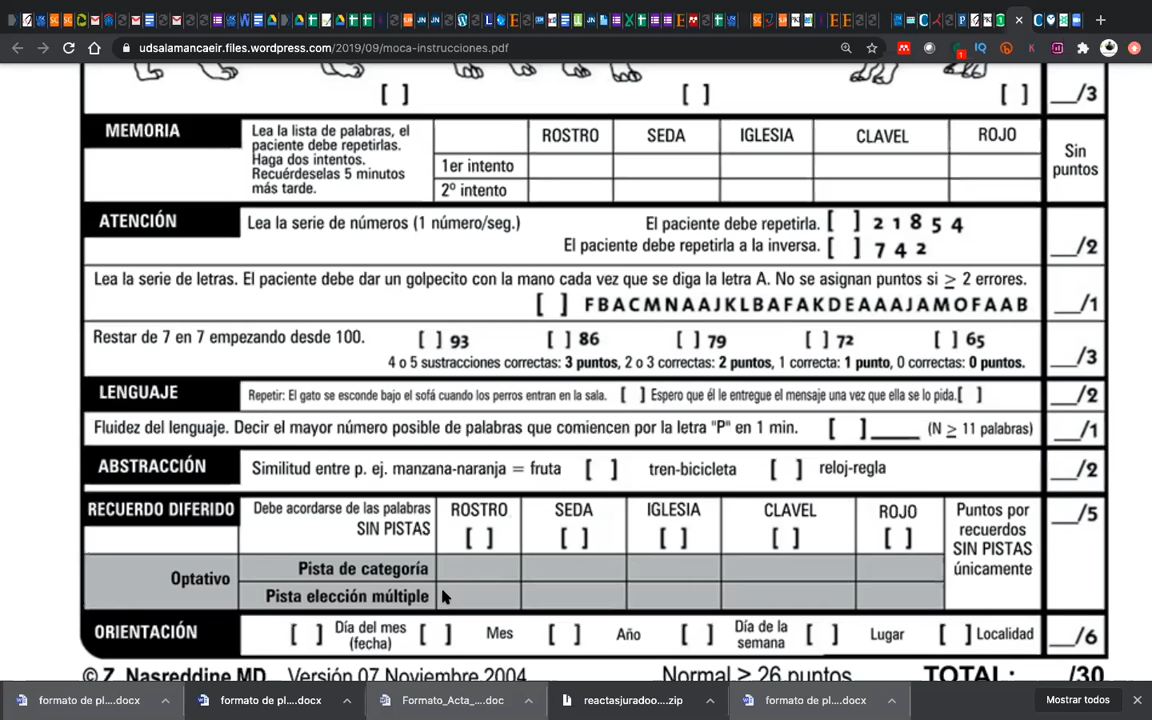 udsalamancaeir.files.wordpress.com/2019/09/moca-instrucciones.pdf
[ ] [ ] [ ] __/3
MEMORIA
Lea la lista de palabras, el
paciente debe repetirlas.
Haga dos intentos.
Recuérdeselas 5 minutos
más tarde.
ROSTRO SEDA IGLESIA CLAVEL ROJO
1er intento
2º intento
Sin
puntos
ATENCIÓN Lea la serie de números (1 número/seg.) El paciente debe repetirla. [ ] 2 1 8 5 4
El paciente debe repetirla a la inversa. [ ] 7 4 2 __/2
Lea la serie de letras. El paciente debe dar un golpecito con la mano cada vez que se diga la letra A. No se asignan puntos si ≥ 2 errores.
[ ] F B A C M N A A J K L B A F A K D E A A A J A M O F A A B __/1
Restar de 7 en 7 empezando desde 100. [ ] 93 [ ] 86 [ ] 79 [ ] 72 [ ] 65
4 o 5 sustracciones correctas: 3 puntos, 2 o 3 correctas: 2 puntos, 1 correcta: 1 punto, 0 correctas: 0 puntos. __/3
LENGUAJE Repetir: El gato se esconde bajo el sofá cuando los perros entran en la sala. [ ] Espero que él le entregue el mensaje una vez que ella se lo pida.[ ] __/2
Fluidez del lenguaje. Decir el mayor número posible de palabras que comiencen por la letra "P" en 1 min. [ ]____ (N ≥ 11 palabras) __/1
ABSTRACCIÓN Similitud entre p. ej. manzana-naranja = fruta [ ] tren-bicicleta [ ] reloj-regla __/2
RECUERDO DIFERIDO
Debe acordarse de las palabras
SIN PISTAS
ROSTRO SEDA IGLESIA CLAVEL ROJO
[ ] [ ] [ ] [ ] [ ]
Puntos por
recuerdos
SIN PISTAS
únicamente
__/5
Optativo
Pista de categoría
Pista elección múltiple
ORIENTACIÓN [ ] Día del mes (fecha) [ ] Mes [ ] Año [ ] Día de la semana [ ] Lugar [ ] Localidad __/6
© Z. Nasreddine MD Versión 07 Noviembre 2004 Normal ≥ 26 puntos TOTAL: /30
formato de pl....docx formato de pl....docx Formato_Acta_....doc reactasjuradoo....zip formato de pl....docx Mostrar todos